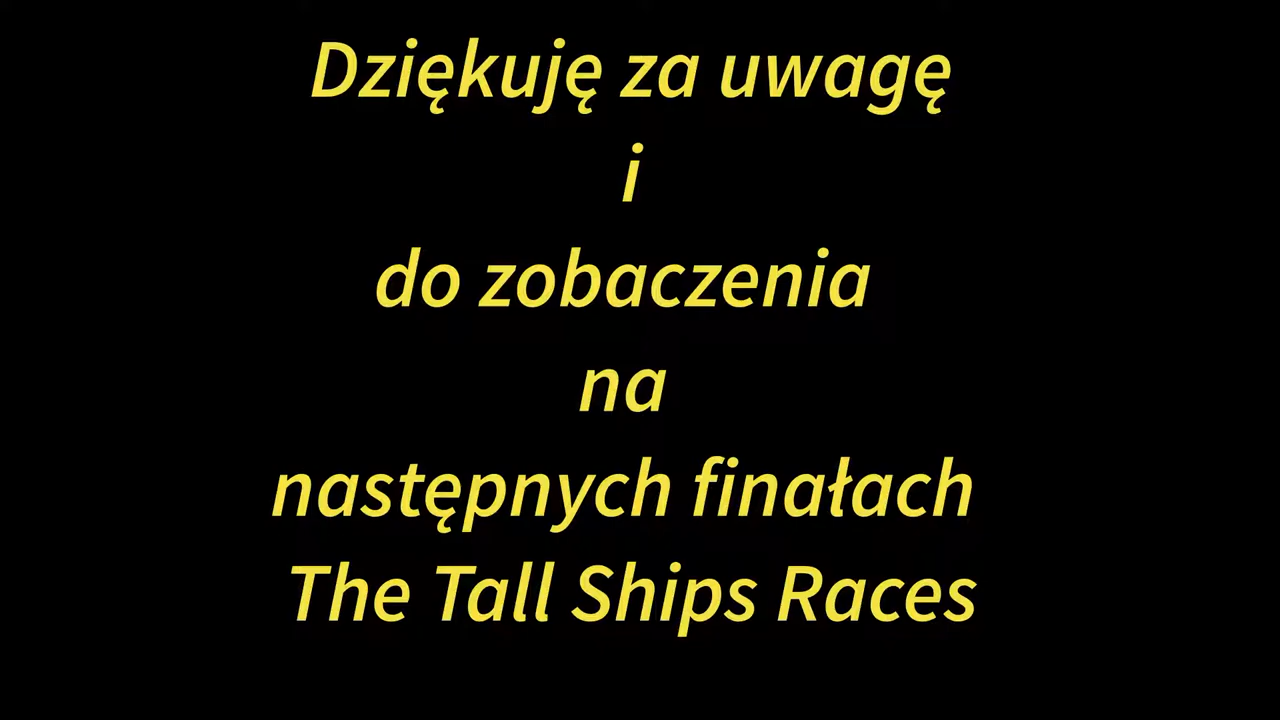 Dziękuję za uwagę
i
do zobaczenia
na
następnych finałach
The Tall Ships Races